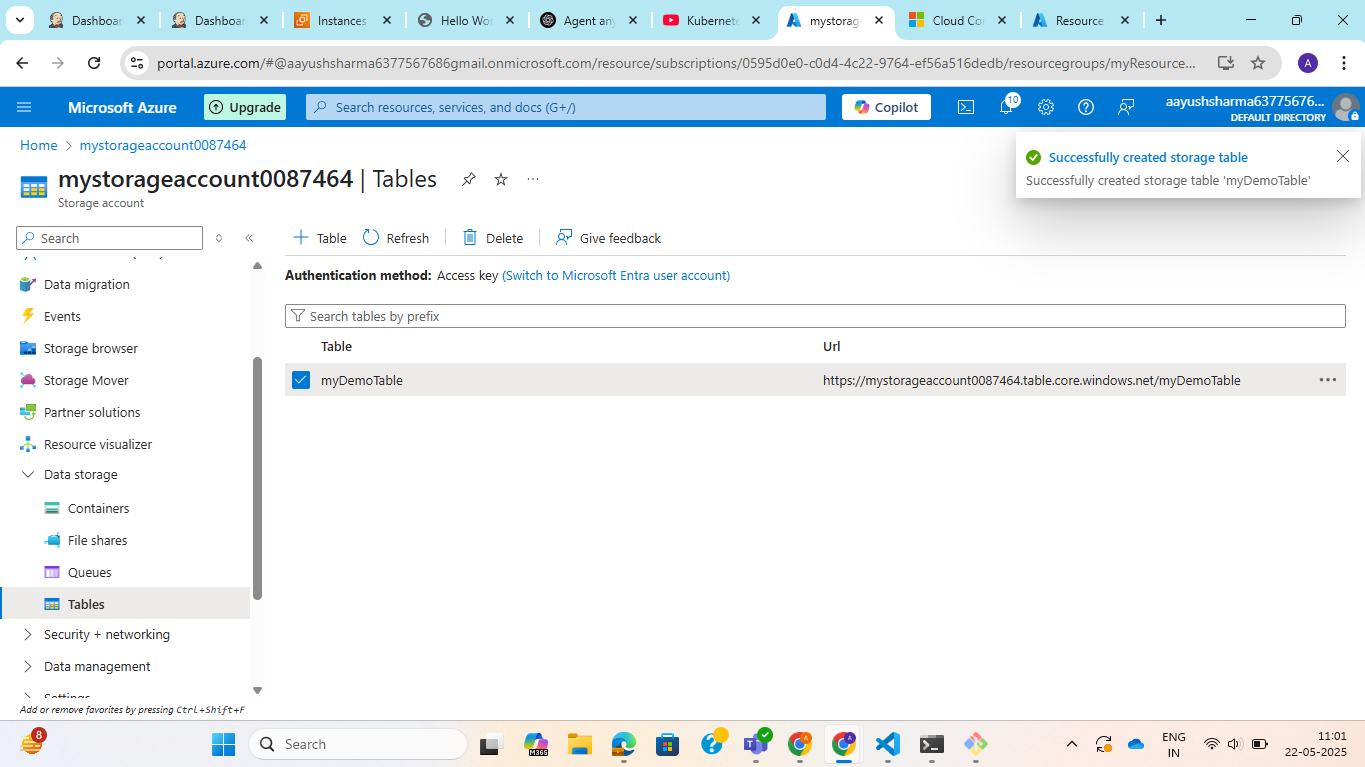 Dashboar
Dashboar
Instances
Hello Wor
Agent any
Kubernete
mystorage
Cloud Co
Resource
portal.azure.com/#@aayushsharma6377567686gmail.onmicrosoft.com/resource/subscriptions/0595d0e0-c0d4-4c22-9764-ef56a516dedb/resourcegroups/myResource...
A
Microsoft Azure
Upgrade
Search resources, services, and docs (G+/)
Copilot
10
aayushsharma63775676...
DEFAULT DIRECTORY
Home > mystorageaccount0087464
mystorageaccount0087464 | Tables
Storage account
Successfully created storage table
Successfully created storage table 'myDemoTable'
Search
Data migration
Events
Storage browser
Storage Mover
Partner solutions
Resource visualizer
Data storage
Containers
File shares
Queues
Tables
Security + networking
Data management
Settings
Add or remove favorites by pressing Ctrl+Shift+F
Table
Refresh
Delete
Give feedback
Authentication method: Access key (Switch to Microsoft Entra user account)
Search tables by prefix
Table Url
myDemoTable https://mystorageaccount0087464.table.core.windows.net/myDemoTable
8
Search
M365
ENG
IN
11:01
22-05-2025